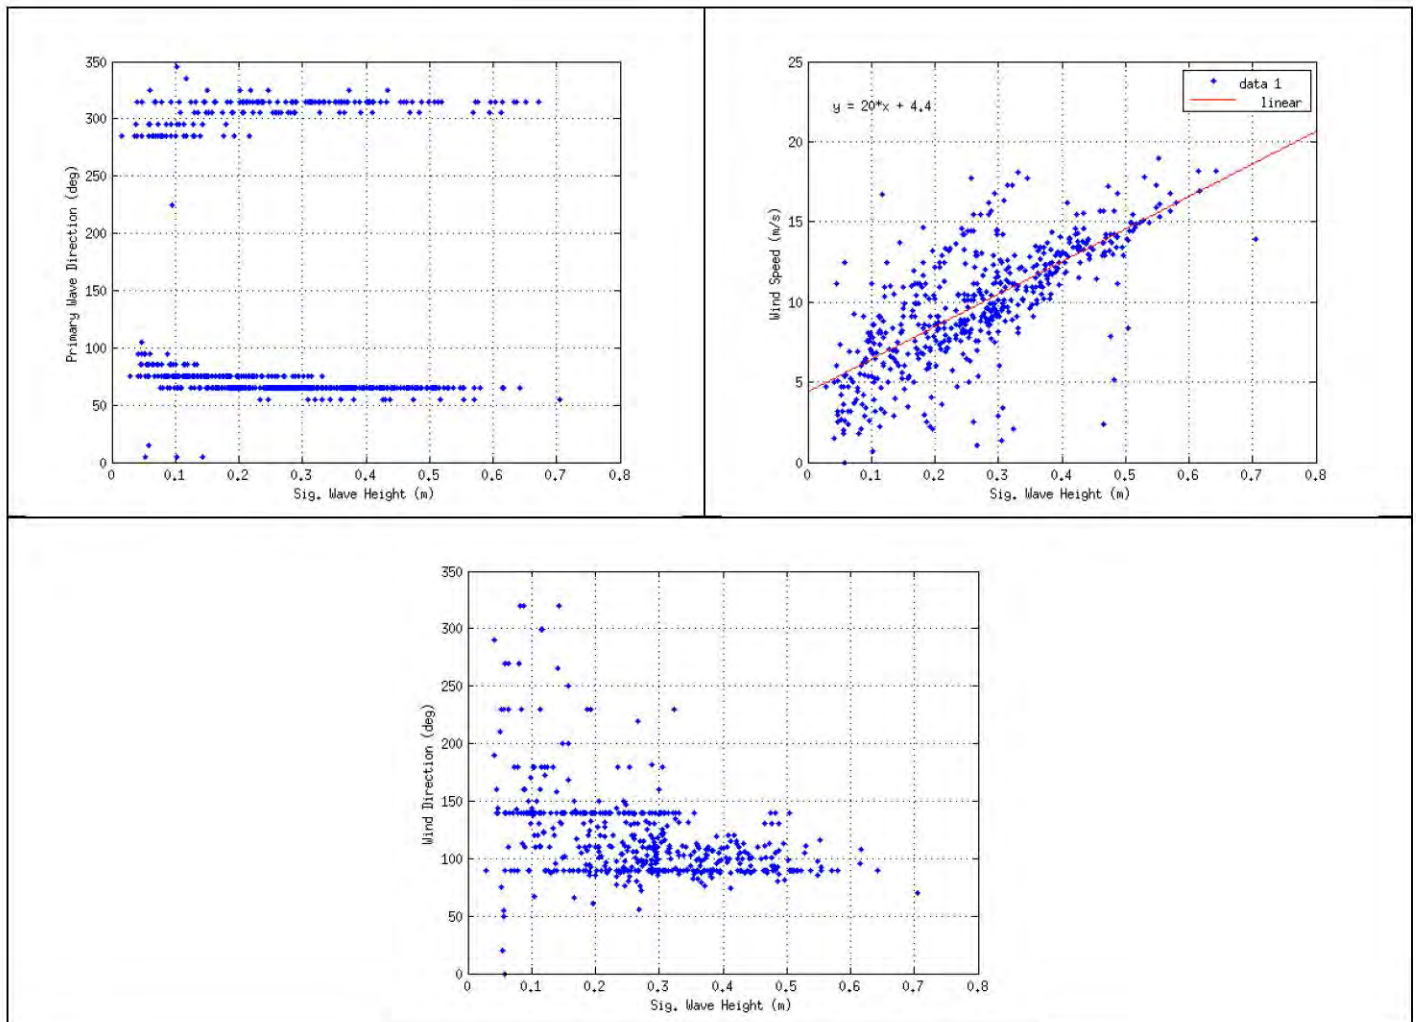 350
300
250
200
150
100
50
0
0 0.1 0.2 0.3 0.4 0.5 0.6 0.7 0.8
Primary Wave Direction (deg)
Sig. Wave Height (m)
25
20
15
10
5
0
0 0.1 0.2 0.3 0.4 0.5 0.6 0.7 0.8
Wind Speed (m/s)
Sig. Wave Height (m)
y = 20*x + 4.4
data 1
linear
350
300
250
200
150
100
50
0
0 0.1 0.2 0.3 0.4 0.5 0.6 0.7 0.8
Wind Direction (deg)
Sig. Wave Height (m)